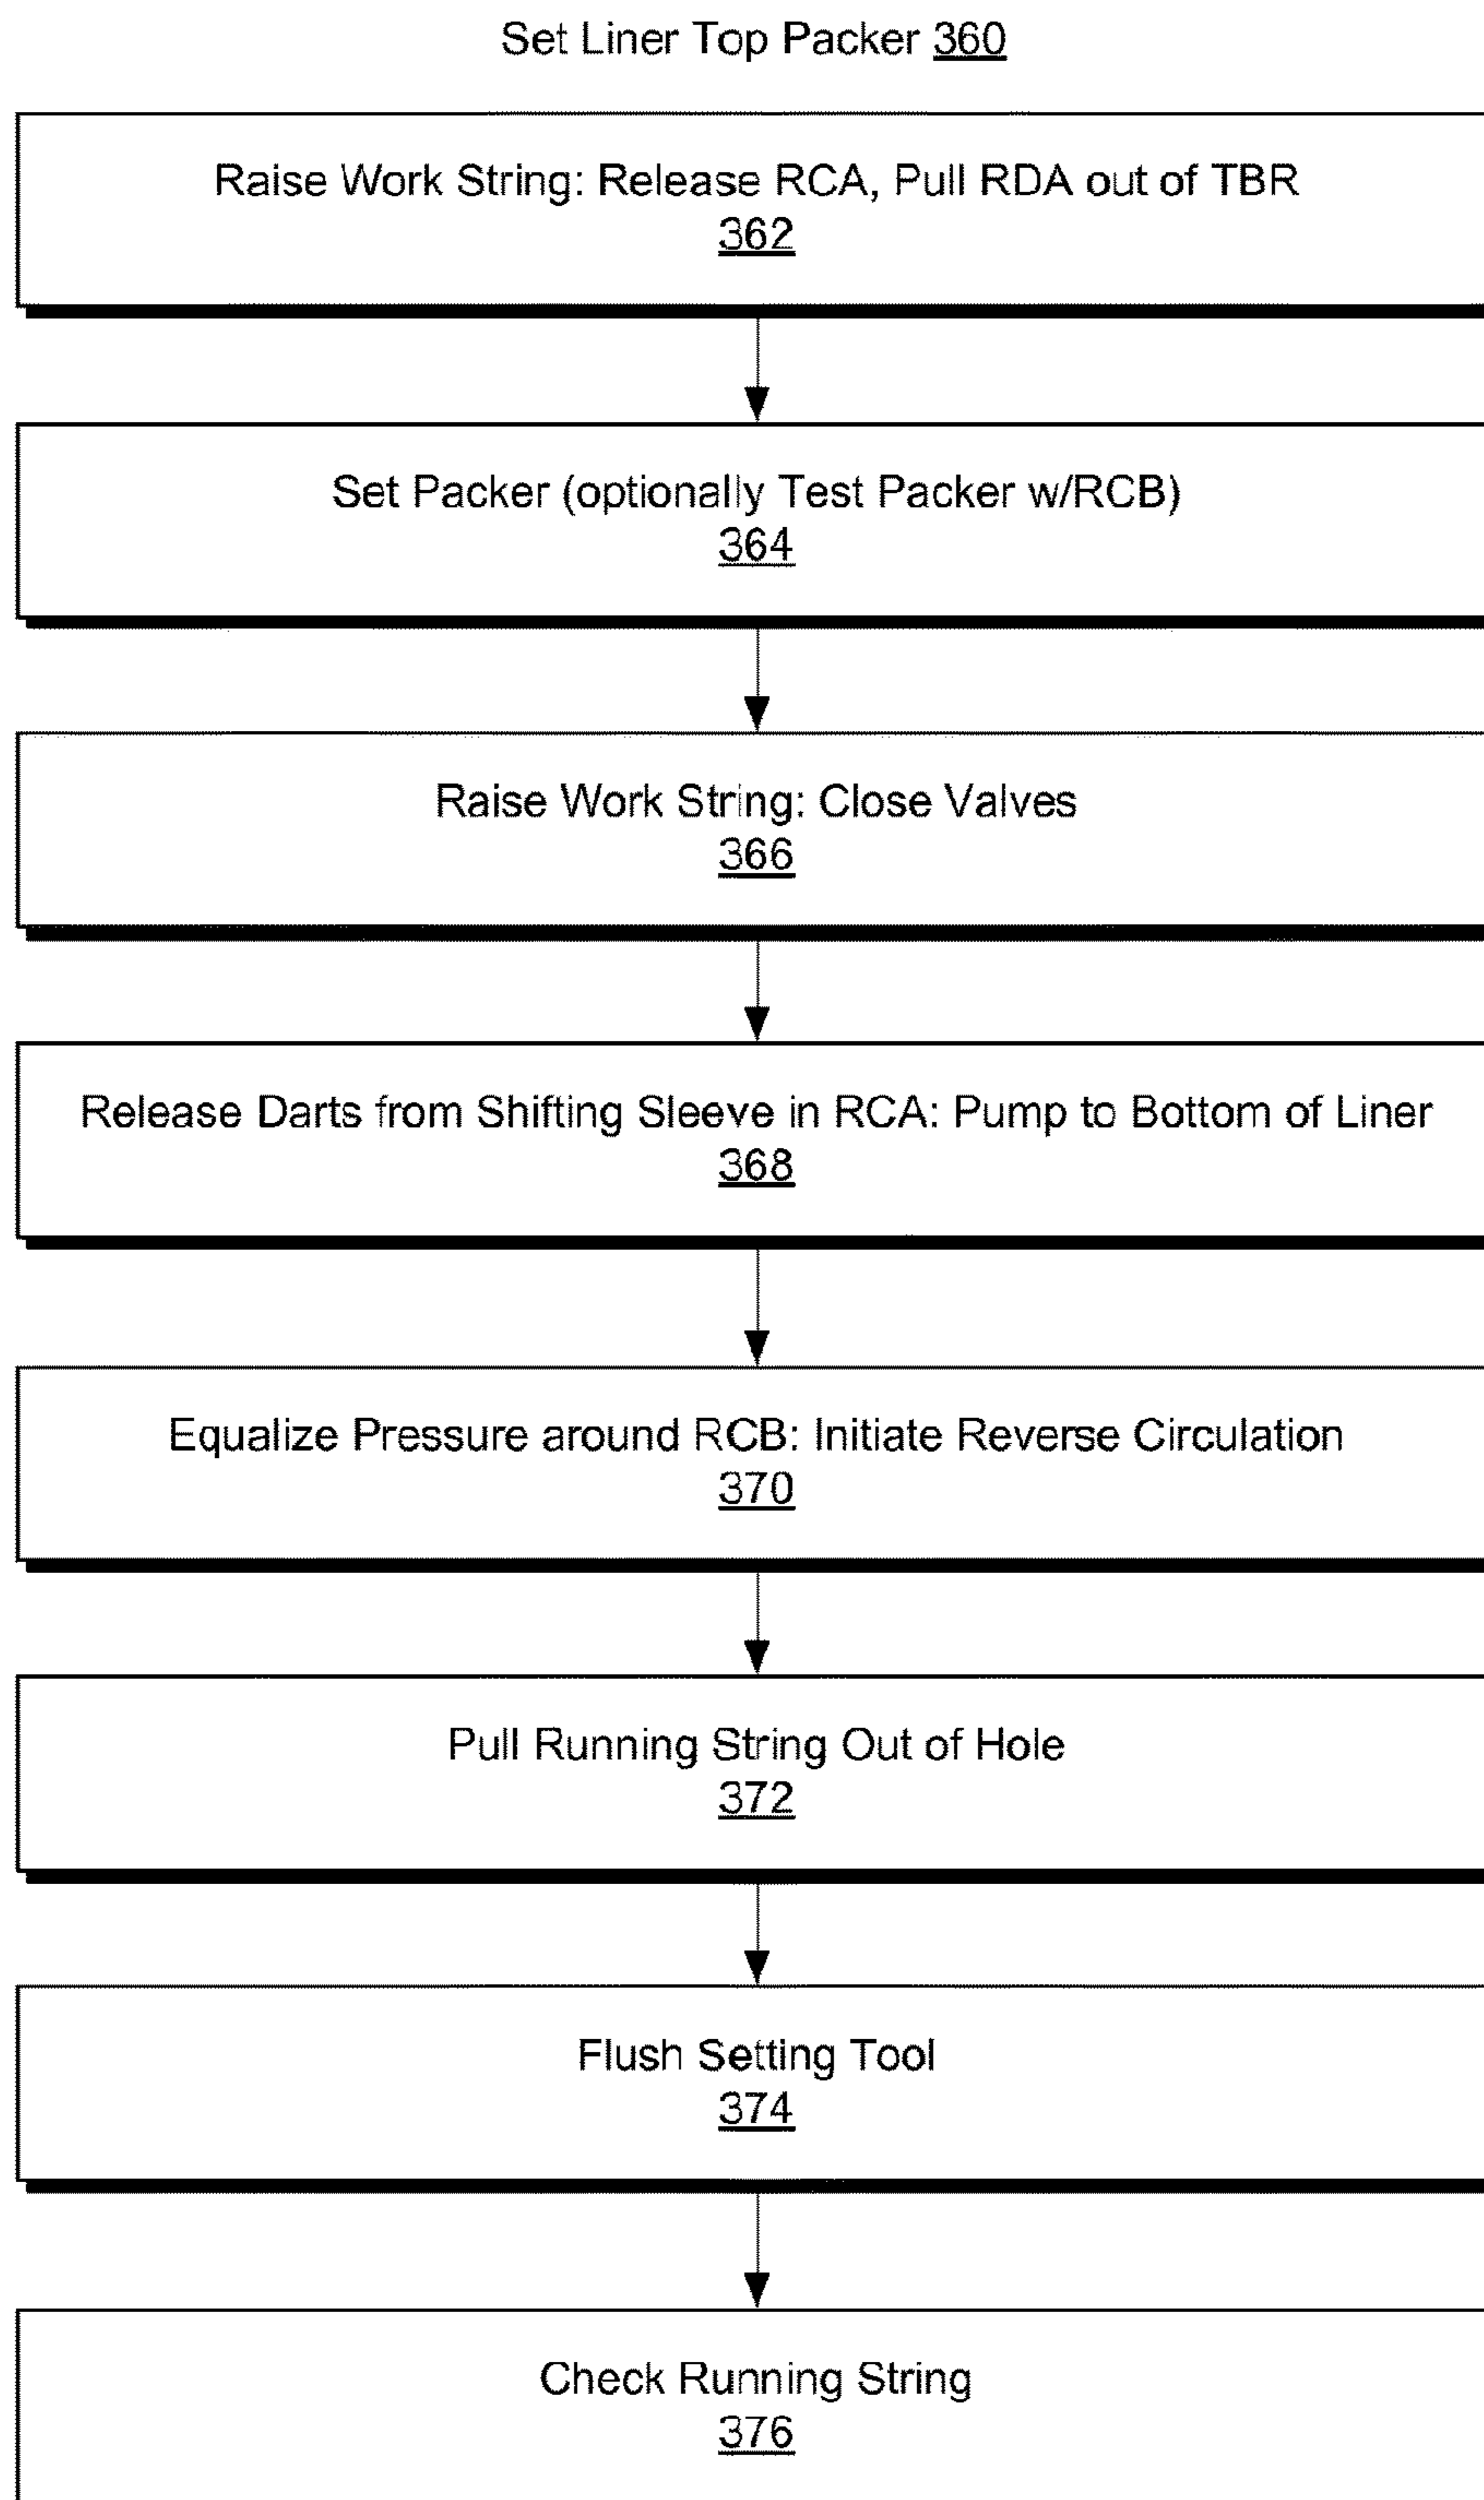 Set Liner Top Packer 360
Raise Work String: Release RCA, Pull RDA out of TBR
362
Set Packer (optionally Test Packer w/RCB)
364
Raise Work String: Close Valves
366
Release Darts from Shifting Sleeve in RCA: Pump to Bottom of Liner
368
Equalize Pressure around RCB: Initiate Reverse Circulation
370
Pull Running String Out of Hole
372
Flush Setting Tool
374
Check Running String
376